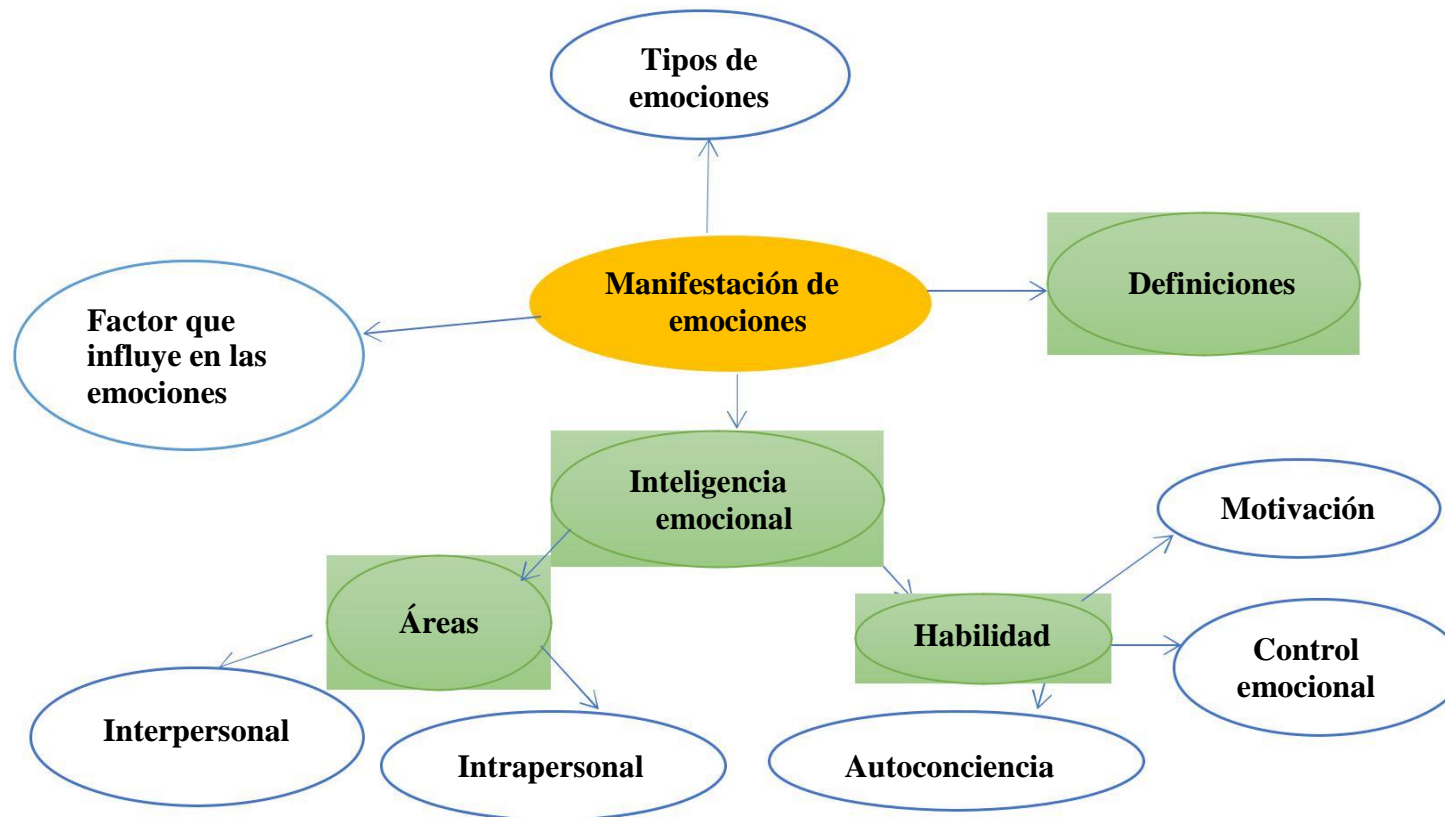 Tipos de
emociones
Manifestación de
emociones
Definiciones
Factor que
influye en las
emociones
Inteligencia
emocional
Motivación
Áreas
Habilidad
Control
emocional
Interpersonal
Intrapersonal
Autoconciencia